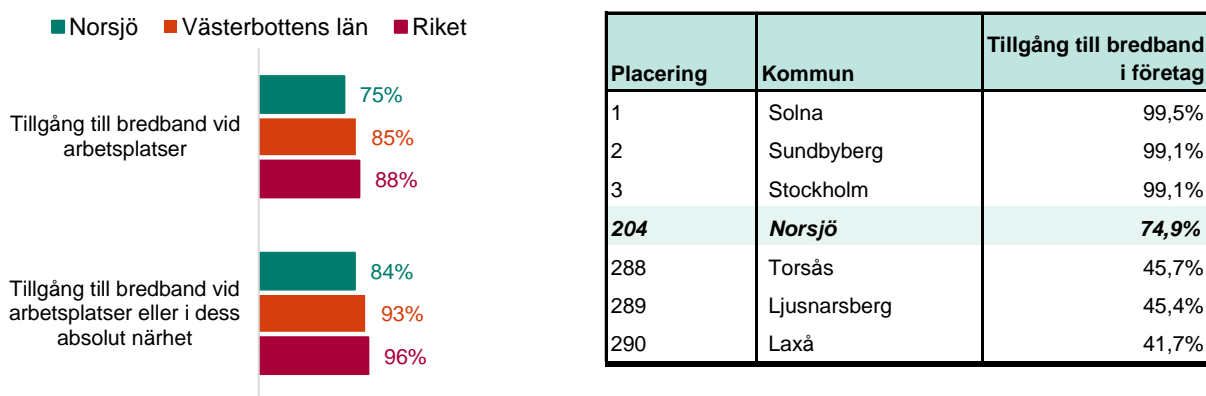 Norsjö Västerbottens län Riket
Tillgång till bredband vid
arbetsplatser
75%
85%
88%
Tillgång till bredband vid
arbetsplatser eller i dess
absolut närhet
84%
93%
96%
Placering Kommun Tillgång till bredband
i företag
1 Solna 99,5%
2 Sundbyberg 99,1%
3 Stockholm 99,1%
204 Norsjö 74,9%
288 Torsås 45,7%
289 Ljusnarsberg 45,4%
290 Laxå 41,7%